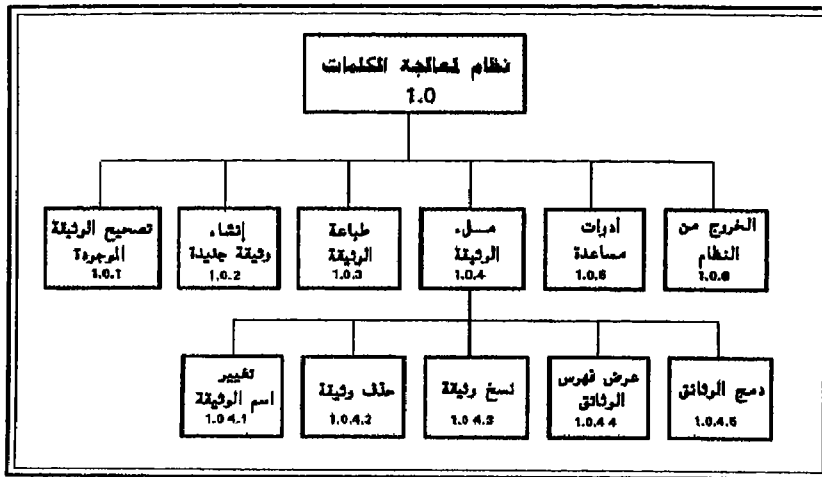 نظام لمعالجة الكلمات
1.0
تصحيح الوثيقة
الموجودة
1.0.1
إنشاء
وثيقة جديدة
1.0.2
طباعة
الوثيقة
1.0.3
ملء
الوثيقة
1.0.4
أدوات
مساعدة
1.0.5
الخروج من
النظام
1.0.6
تغيير
اسم الوثيقة
1.0.4.1
حذف وثيقة
1.0.4.2
نسخ وثيقة
1.0.4.3
عرض فهرس
الوثائق
1.0.4.4
دمج الوثائق
1.0.4.5